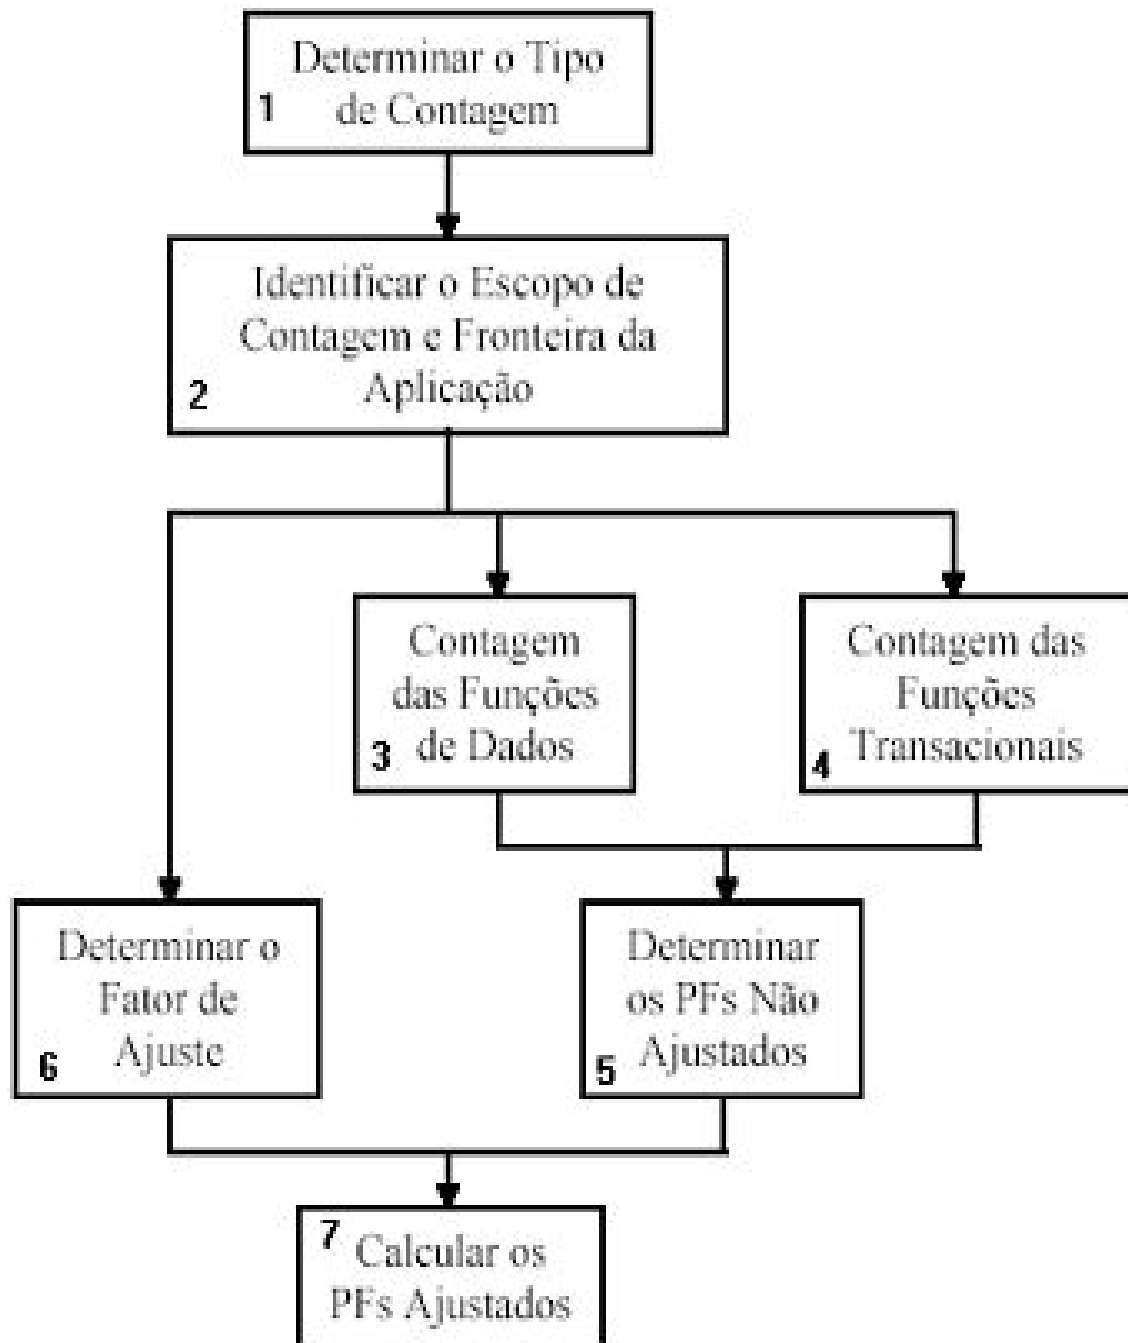 Determinar o Tipo
de Contagem
1
Identificar o Escopo de
Contagem e Fronteira da
Aplicação
2
Contagem
das Funções
de Dados
3
Contagem das
Funções
Transacionais
4
Determinar o
Fator de
Ajuste
6
Determinar
os PFs Não
Ajustados
5
7
Calcular os
PFs Ajustados